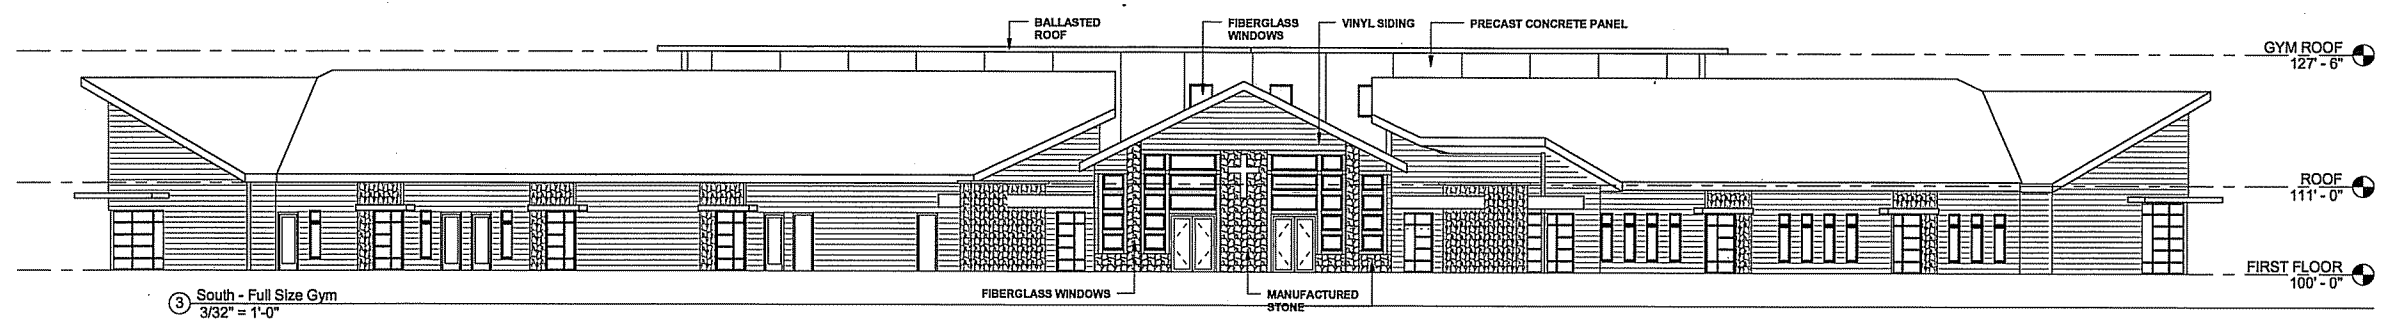 BALLASTED
ROOF
FIBERGLASS
WINDOWS
VINYL SIDING
PRECAST CONCRETE PANEL
GYM ROOF
127' - 6"
ROOF
111' - 0"
FIRST FLOOR
100' - 0"
FIBERGLASS WINDOWS
MANUFACTURED
STONE
3
South - Full Size Gym
3/32" = 1'-0"